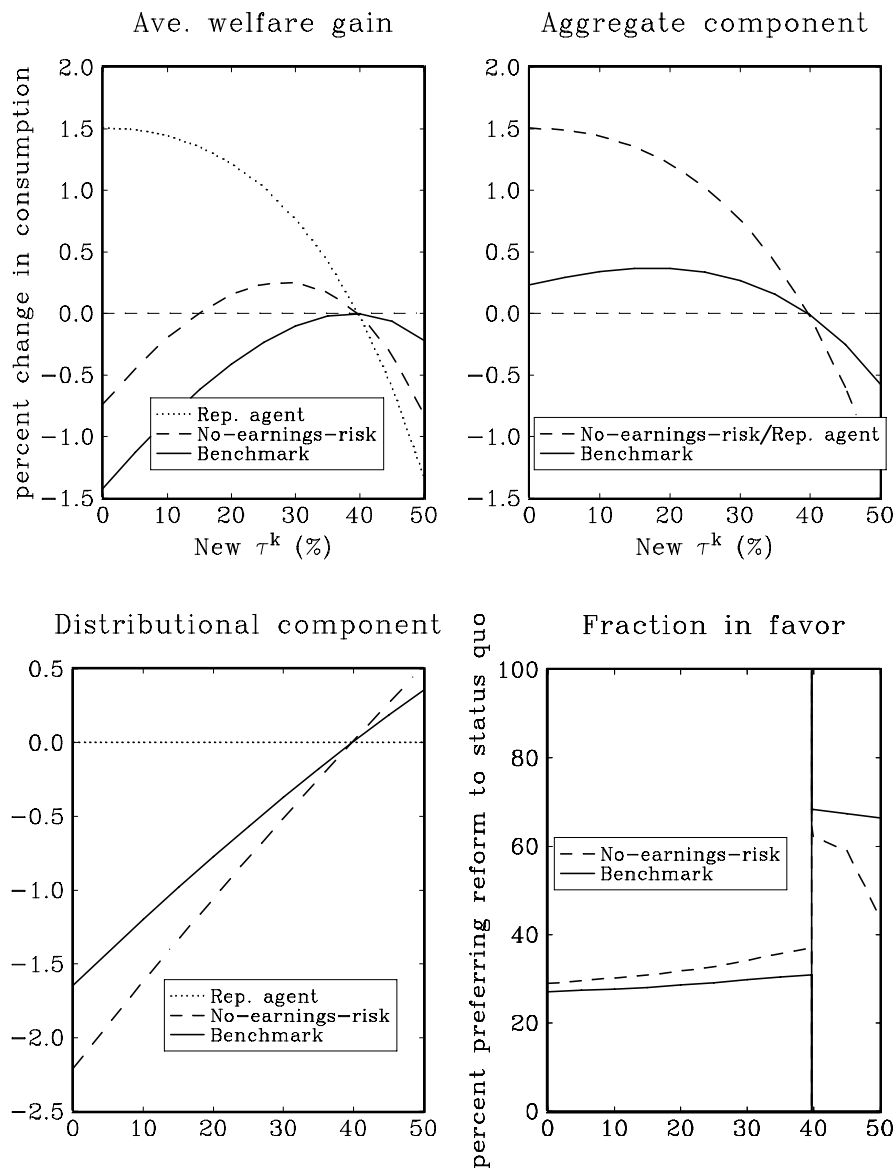 Ave. welfare gain
percent change in consumption
2.0
1.5
1.0
0.5
0.0
−0.5
−1.0
−1.5
Rep. agent
No−earnings−risk
Benchmark
0 10 20 30 40 50
New τᵏ (%)
Aggregate component
2.0
1.5
1.0
0.5
0.0
−0.5
−1.0
−1.5
No−earnings−risk/Rep. agent
Benchmark
0 10 20 30 40 50
New τᵏ (%)
Distributional component
0.5
0.0
−0.5
−1.0
−1.5
−2.0
−2.5
Rep. agent
No−earnings−risk
Benchmark
0 10 20 30 40 50
Fraction in favor
percent preferring reform to status quo
100
80
60
40
20
0
No−earnings−risk
Benchmark
0 10 20 30 40 50